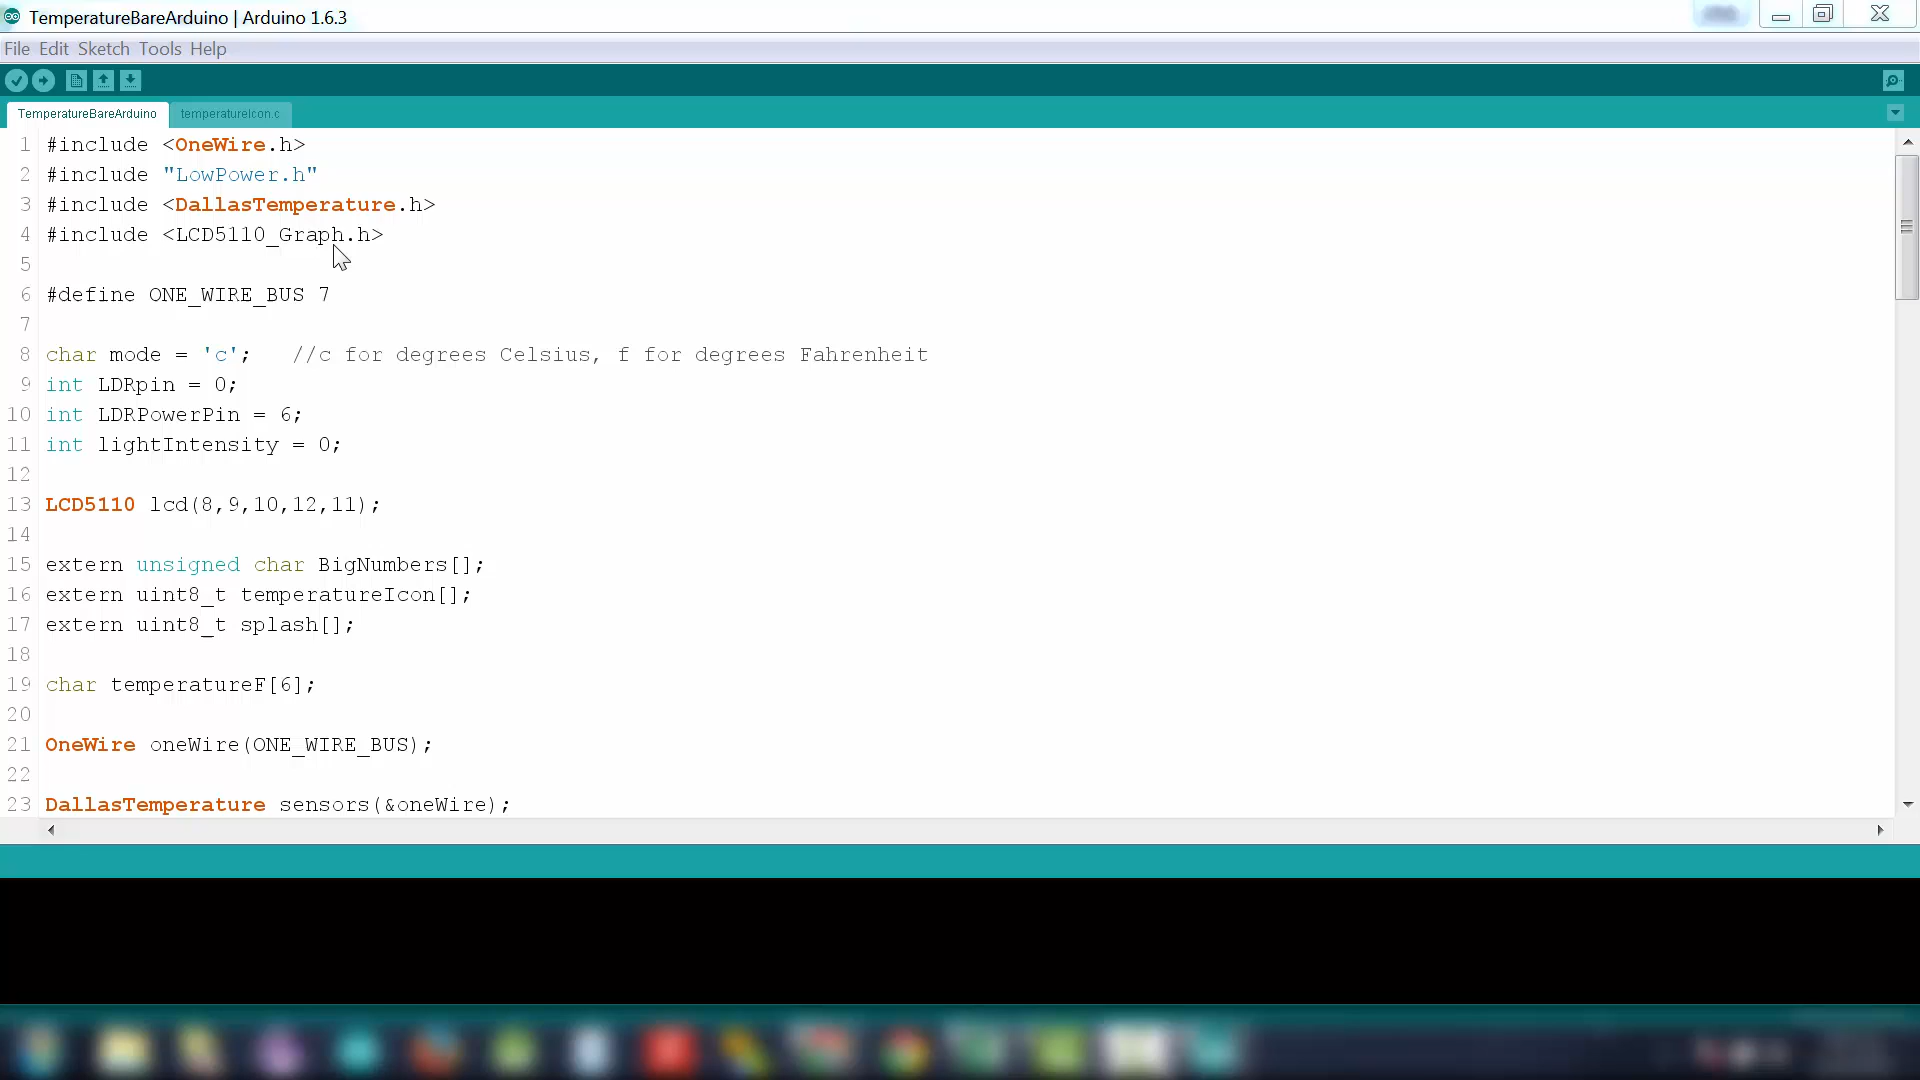 TemperatureBareArduino | Arduino 1.6.3
File Edit Sketch Tools Help
TemperatureBareArduino temperatureIcon.c
1 #include <OneWire.h>
2 #include "LowPower.h"
3 #include <DallasTemperature.h>
4 #include <LCD5110_Graph.h>
5
6 #define ONE_WIRE_BUS 7
7
8 char mode = 'c'; //c for degrees Celsius, f for degrees Fahrenheit
9 int LDRpin = 0;
10 int LDRPowerPin = 6;
11 int lightIntensity = 0;
12
13 LCD5110 lcd(8,9,10,12,11);
14
15 extern unsigned char BigNumbers[];
16 extern uint8_t temperatureIcon[];
17 extern uint8_t splash[];
18
19 char temperatureF[6];
20
21 OneWire oneWire(ONE_WIRE_BUS);
22
23 DallasTemperature sensors(&oneWire);